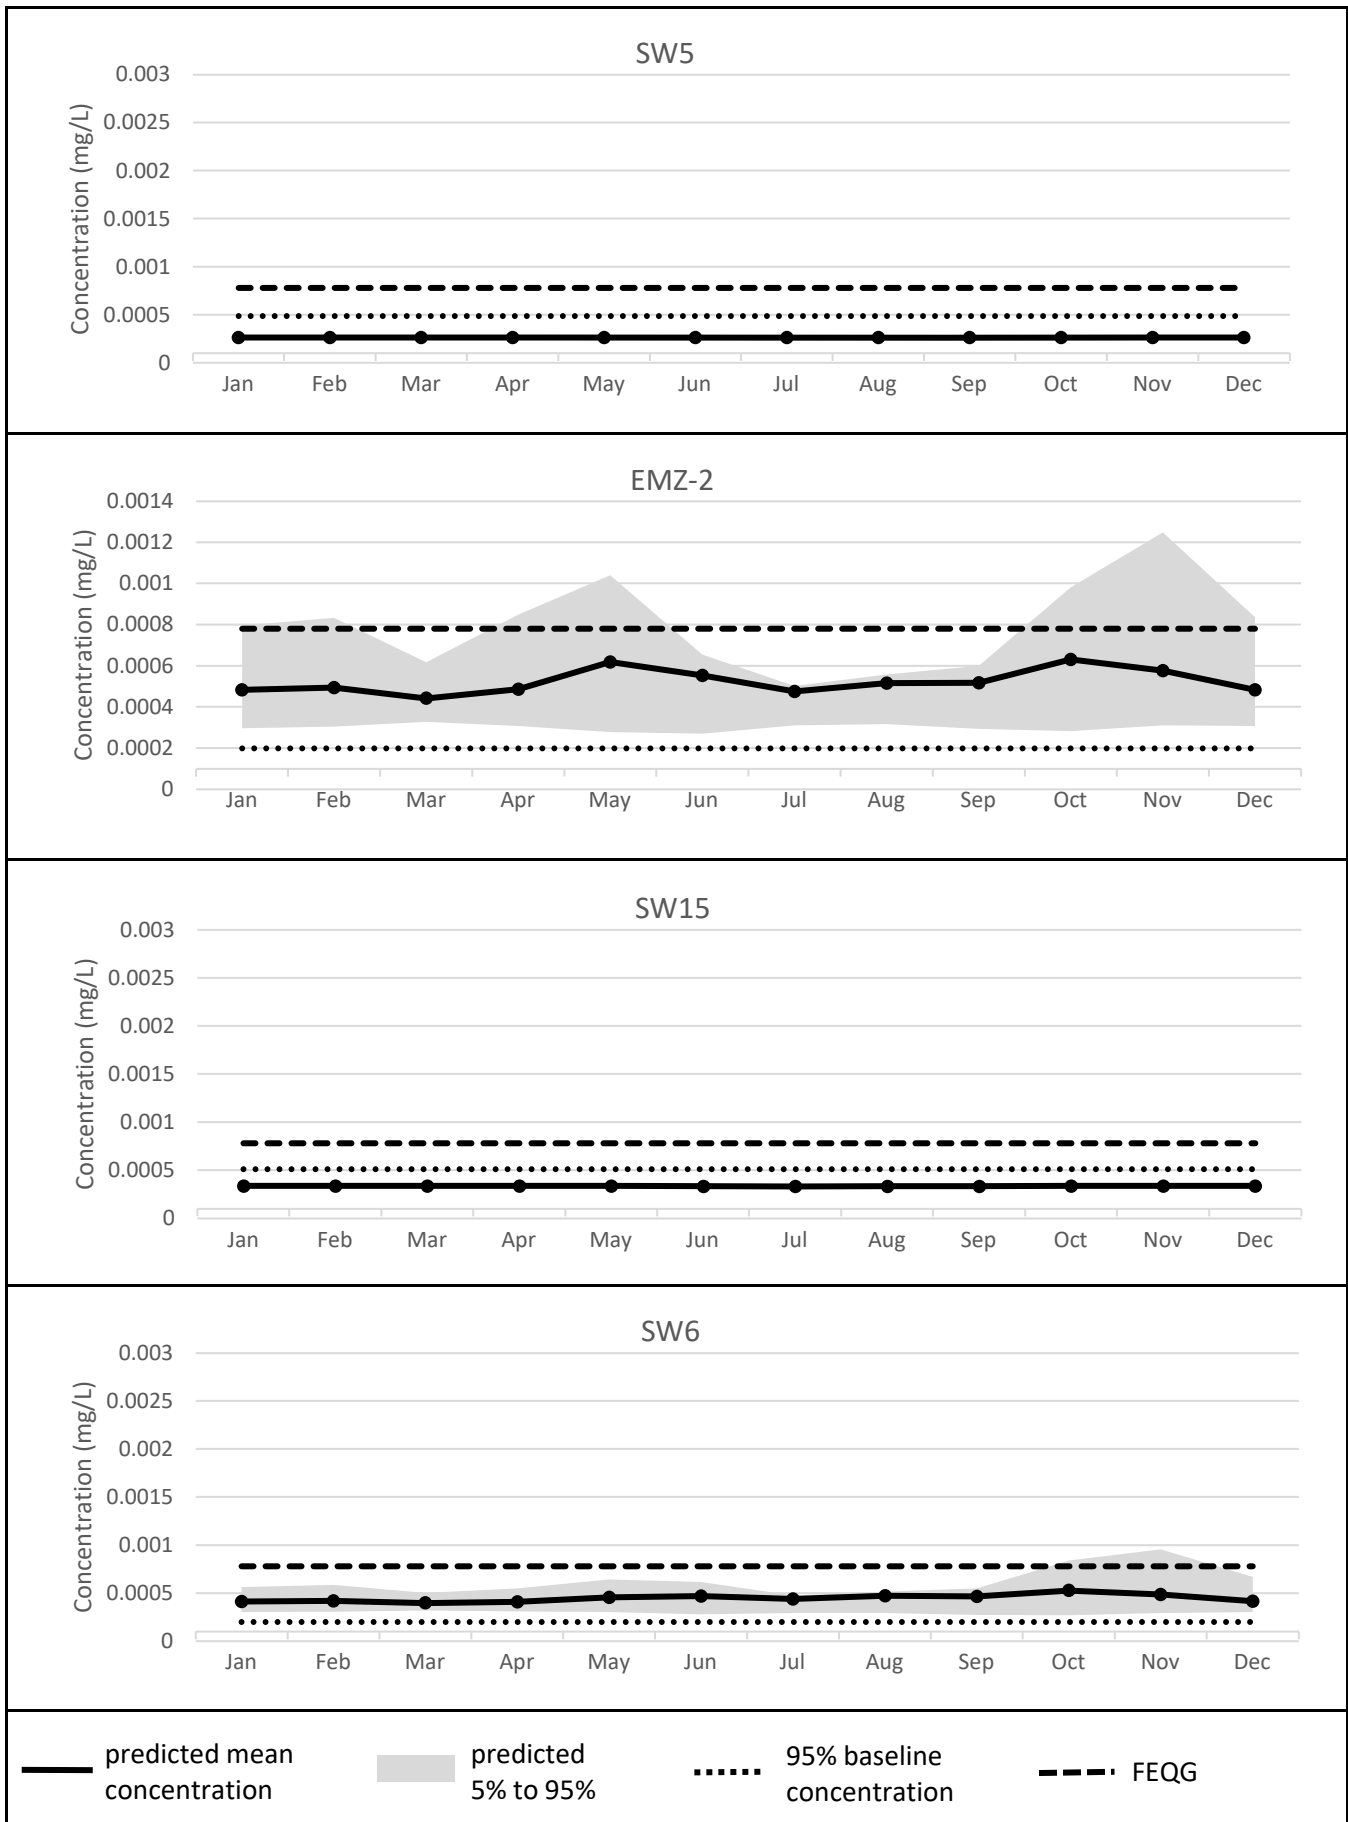 SW5
Concentration (mg/L)
0.003
0.0025
0.002
0.0015
0.001
0.0005
0
Jan Feb Mar Apr May Jun Jul Aug Sep Oct Nov Dec
EMZ-2
Concentration (mg/L)
0.0014
0.0012
0.001
0.0008
0.0006
0.0004
0.0002
0
Jan Feb Mar Apr May Jun Jul Aug Sep Oct Nov Dec
SW15
Concentration (mg/L)
0.003
0.0025
0.002
0.0015
0.001
0.0005
0
Jan Feb Mar Apr May Jun Jul Aug Sep Oct Nov Dec
SW6
Concentration (mg/L)
0.003
0.0025
0.002
0.0015
0.001
0.0005
0
Jan Feb Mar Apr May Jun Jul Aug Sep Oct Nov Dec
predicted mean
concentration
predicted
5% to 95%
95% baseline
concentration
FEQG